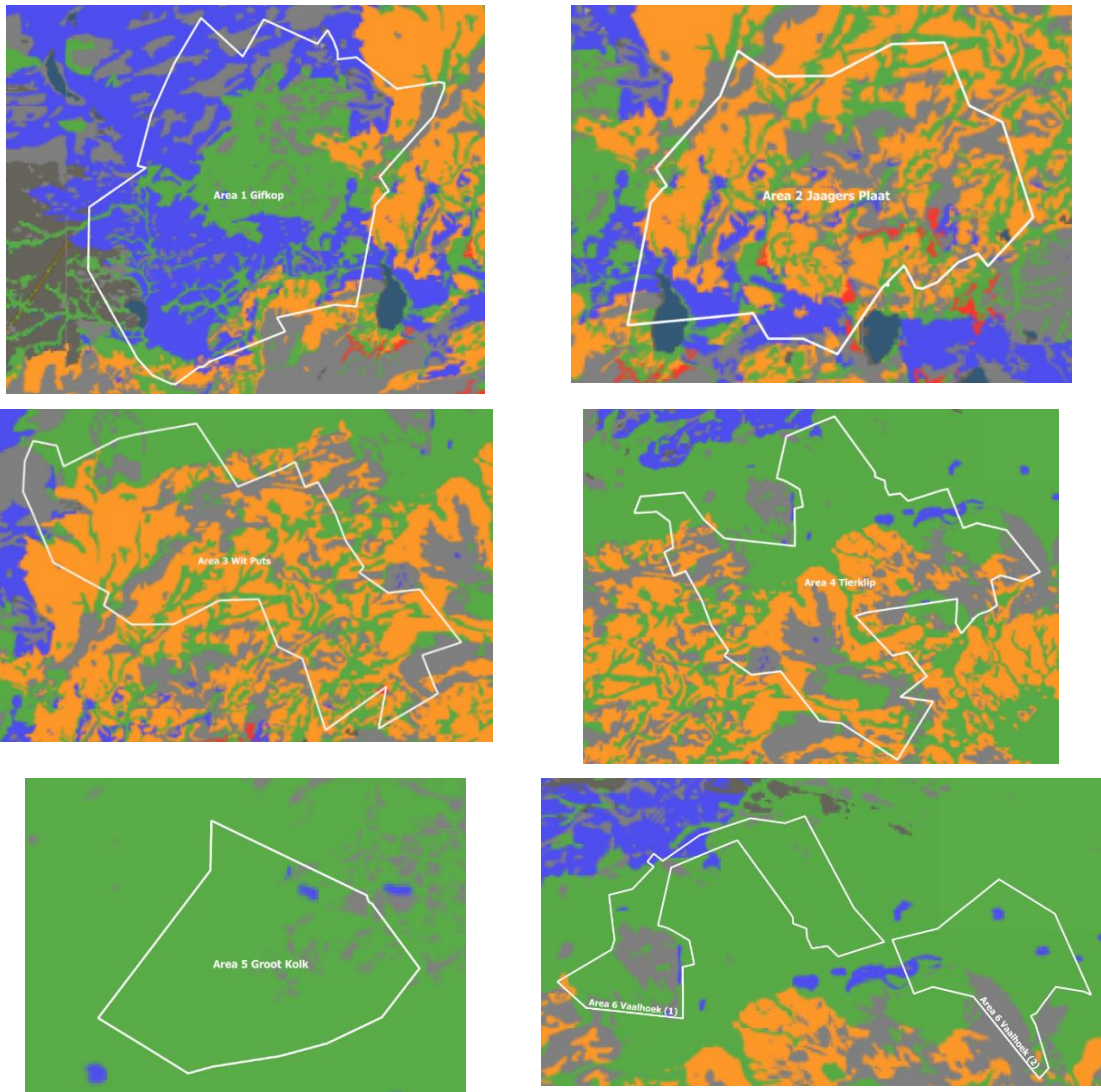 Area 1 Gifkop
Area 2 Jaagers Plaat
Area 3 Wit Puts
Area 4 Tierklip
Area 5 Groot Kolk
Area 6 Vaalhoek (1)
Area 6 Vaalhoek (2)